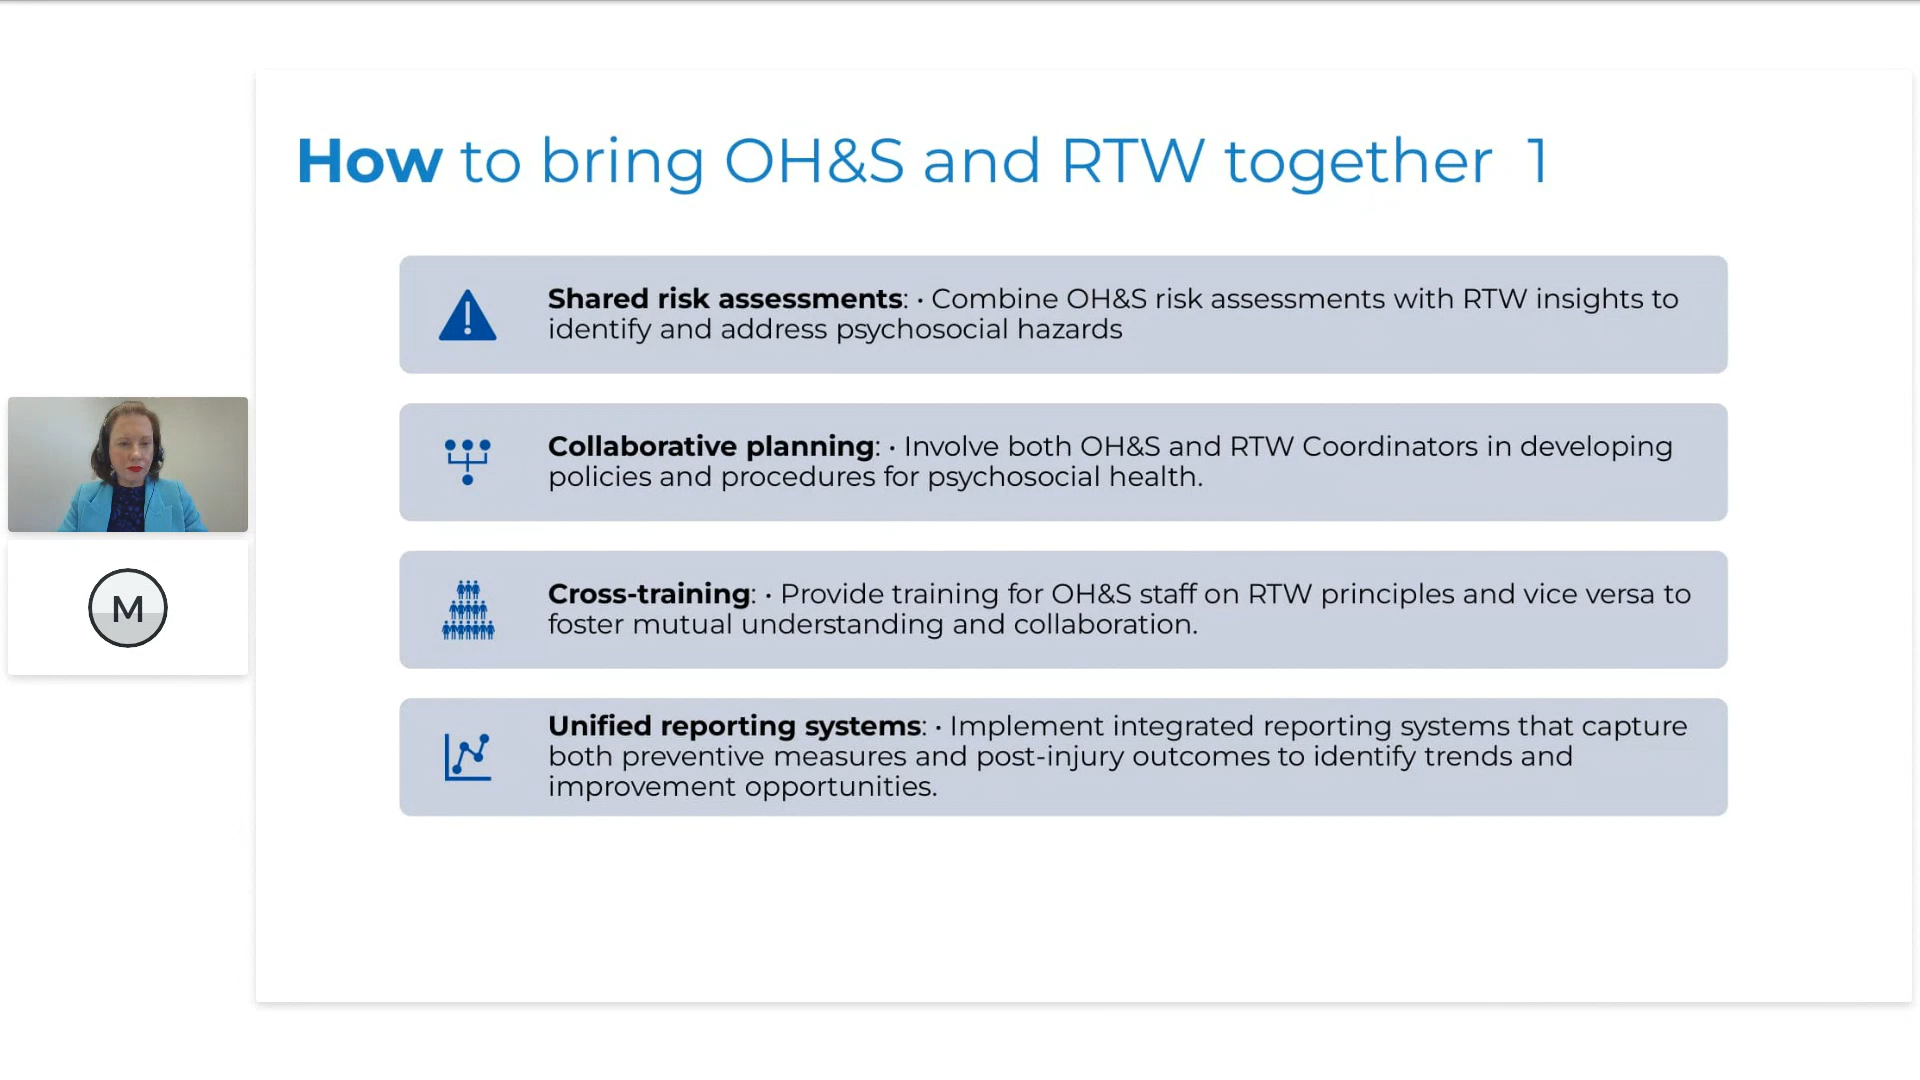 How to bring OH&S and RTW together 1
Shared risk assessments: • Combine OH&S risk assessments with RTW insights to
identify and address psychosocial hazards
Collaborative planning: • Involve both OH&S and RTW Coordinators in developing
policies and procedures for psychosocial health.
Cross-training: • Provide training for OH&S staff on RTW principles and vice versa to
foster mutual understanding and collaboration.
Unified reporting systems: • Implement integrated reporting systems that capture
both preventive measures and post-injury outcomes to identify trends and
improvement opportunities.
M